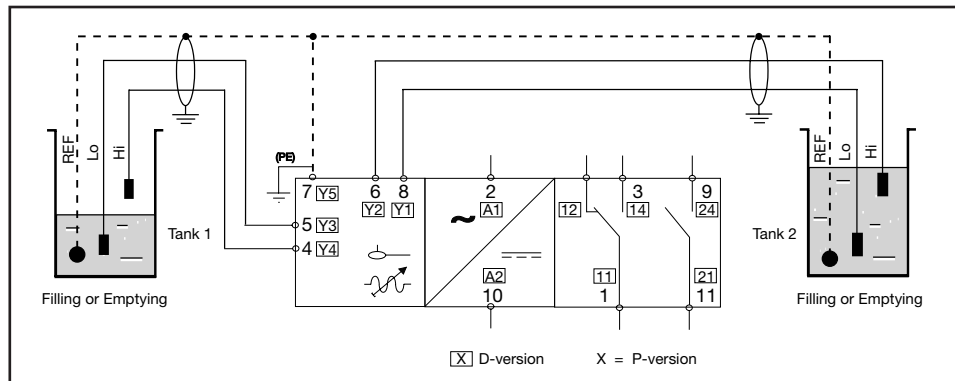 REF
Lo
Hi
Tank 1
Filling or Emptying
(PE)
7 Y5
6
Y2
8
Y1
5 Y3
4 Y4
2
A1
~
A2
10
12
3
14
9
24
11
1
21
11
REF
Lo
Hi
Tank 2
Filling or Emptying
X D-version X = P-version